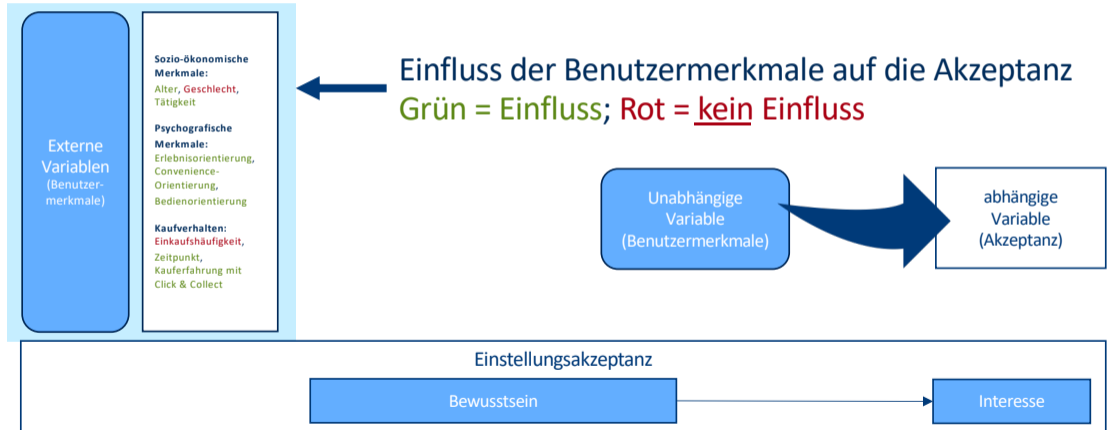 Externe
Variablen
(Benutzer-
merkmale)
Sozio-ökonomische
Merkmale:
Alter, Geschlecht,
Tätigkeit
Psychografische
Merkmale:
Erlebnisorientierung,
Convenience-
Orientierung,
Bedienorientierung
Kaufverhalten:
Einkaufshäufigkeit,
Zeitpunkt,
Kauferfahrung mit
Click & Collect
Einfluss der Benutzermerkmale auf die Akzeptanz
Grün = Einfluss; Rot = kein Einfluss
Unabhängige
Variable
(Benutzermerkmale)
abhängige
Variable
(Akzeptanz)
Einstellungsakzeptanz
Bewusstsein
Interesse